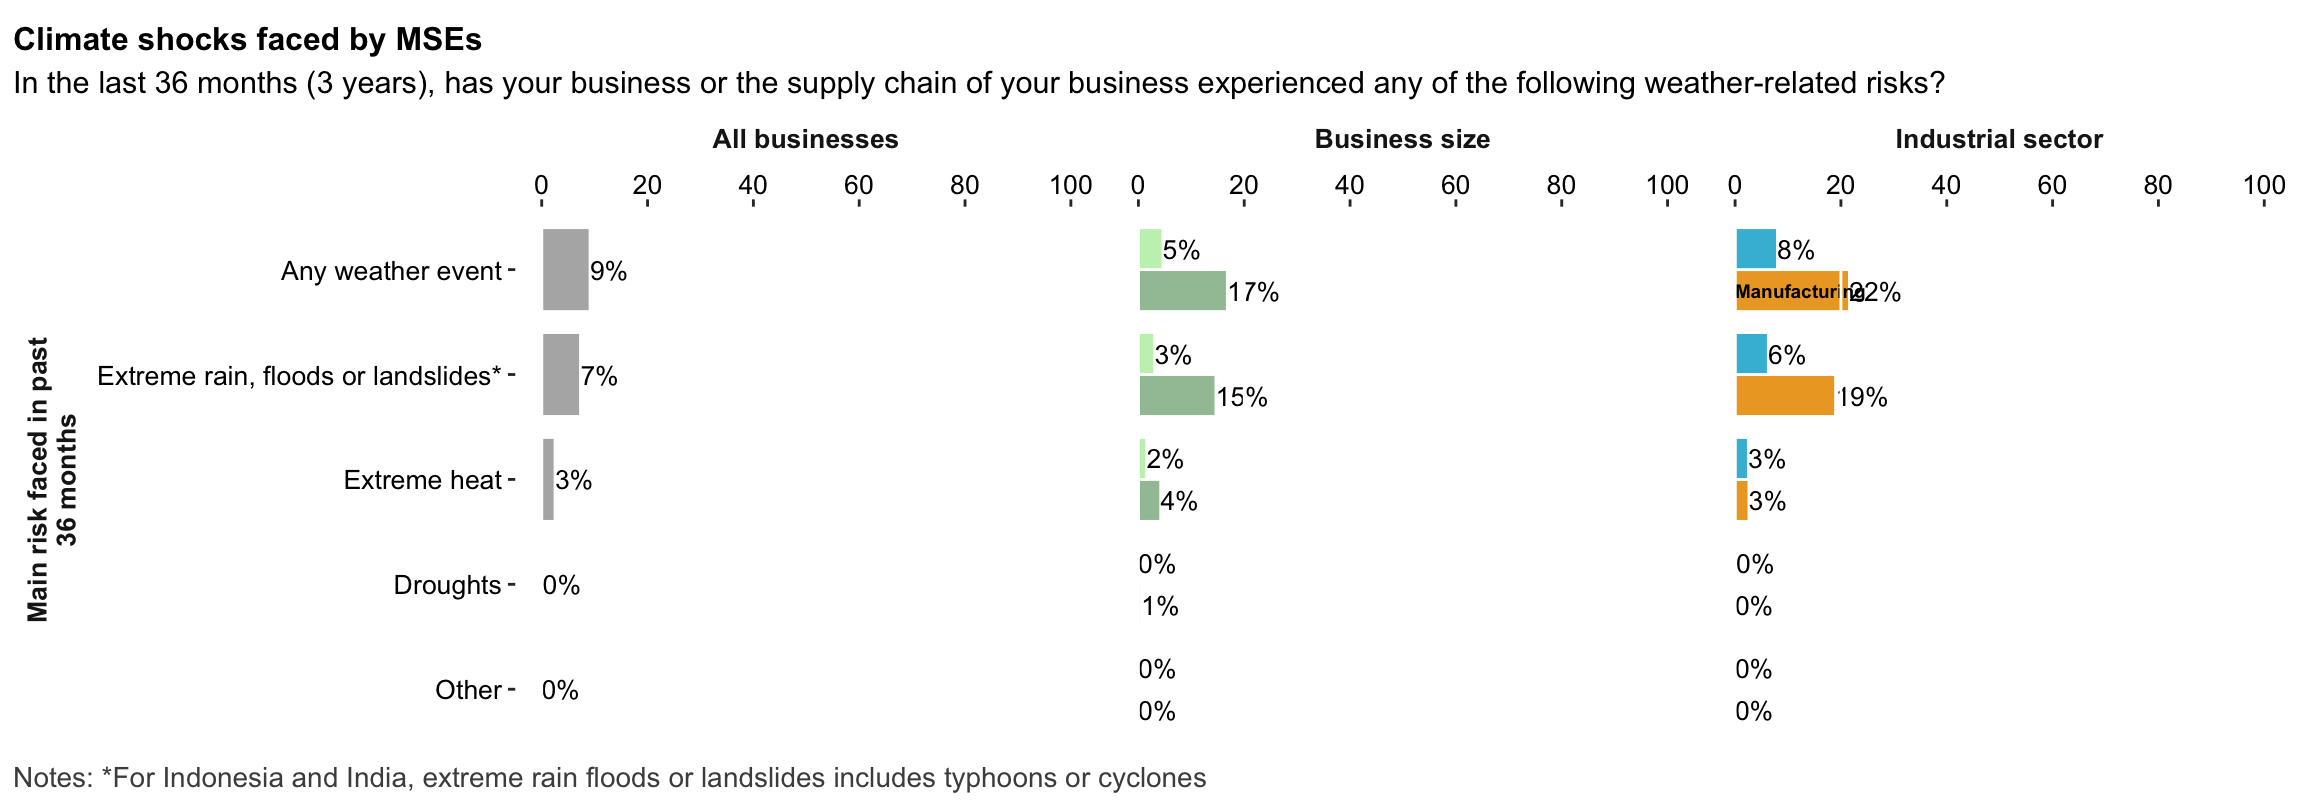 Climate shocks faced by MSEs
In the last 36 months (3 years), has your business or the supply chain of your business experienced any of the following weather-related risks?
All businesses
Business size
Industrial sector
0 20 40 60 80 100
0 20 40 60 80 100
0 20 40 60 80 100
Main risk faced in past
36 months
Any weather event
9%
5%
17%
8%
Manufacturing
22%
Extreme rain, floods or landslides*
7%
3%
15%
6%
19%
Extreme heat
3%
2%
4%
3%
3%
Droughts
0%
0%
1%
0%
0%
Other
0%
0%
0%
0%
0%
Notes: *For Indonesia and India, extreme rain floods or landslides includes typhoons or cyclones